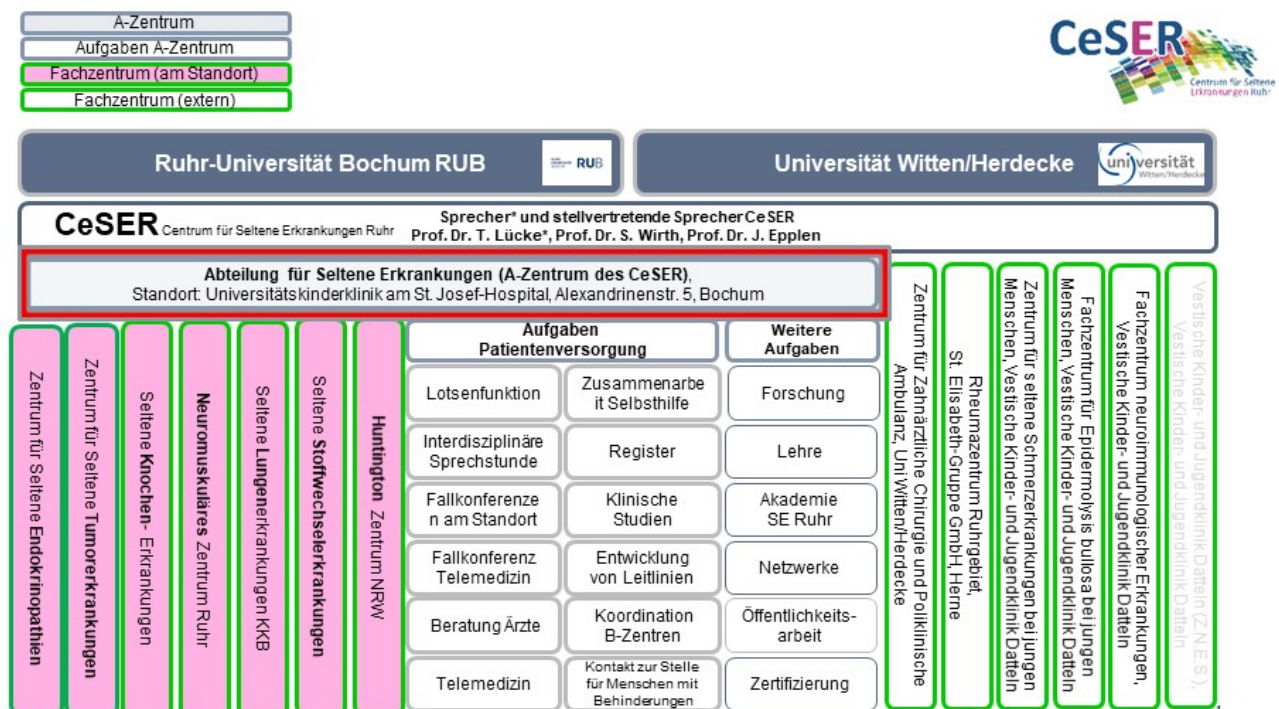 A-Zentrum
Aufgaben A-Zentrum
Fachzentrum (am Standort)
Fachzentrum (extern)
CeSER
Centrum für Seltene
Erkrankungen Ruhr
Ruhr-Universität Bochum RUB
RUB
Universität Witten/Herdecke
universität
Witten/Herdecke
CeSER Centrum für Seltene Erkrankungen Ruhr
Sprecher* und stellvertretende Sprecher CeSER
Prof. Dr. T. Lücke*, Prof. Dr. S. Wirth, Prof. Dr. J. Epplen
Abteilung für Seltene Erkrankungen (A-Zentrum des CeSER),
Standort: Universitätskinderklinik am St. Josef-Hospital, Alexandrinenstr. 5, Bochum
Zentrum für Seltene Endokrinopathien
Zentrum für Seltene Tumorerkrankungen
Seltene Knochen- Erkrankungen
Neuromuskuläres Zentrum Ruhr
Seltene Lungenerkrankungen KKB
Seltene Stoffwechselerkrankungen
Huntington Zentrum NRW
Aufgaben
Patientenversorgung
Weitere
Aufgaben
Lotsenfunktion
Zusammenarbe
it Selbsthilfe
Forschung
Interdisziplinäre
Sprechstunde
Register
Lehre
Fallkonferenze
n am Standort
Klinische
Studien
Akademie
SE Ruhr
Fallkonferenz
Telemedizin
Entwicklung
von Leitlinien
Netzwerke
Beratung Ärzte
Koordination
B-Zentren
Öffentlichkeits-
arbeit
Telemedizin
Kontakt zur Stelle
für Menschen mit
Behinderungen
Zertifizierung
Zentrum für Zahnärztliche Chirurgie und Poliklinische
Ambulanz, Uni Witten/Herdecke
Rheumazentrum Ruhrgebiet,
St. Elisabeth-Gruppe GmbH, Herne
Zentrum für seltene Schmerzerkrankungen bei jungen
Menschen, Vestische Kinder- und Jugendklinik Datteln
Fachzentrum für Epidermolysis bullosa bei jungen
Menschen, Vestische Kinder- und Jugendklinik Datteln
Fachzentrum neuroimmunologischer Erkrankungen,
Vestische Kinder- und Jugendklinik Datteln
Vestische Kinder- und Jugendklinik Datteln (Z.N.E.S.),
Vestische Kinder- und Jugendklinik Datteln